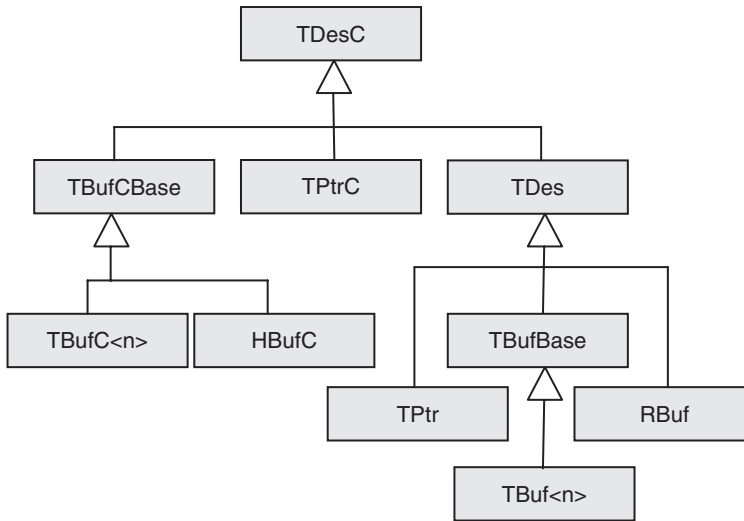 TDesC
TBufCBase
TPtrC
TDes
TBufC<n>
HBufC
TBufBase
TPtr
RBuf
TBuf<n>